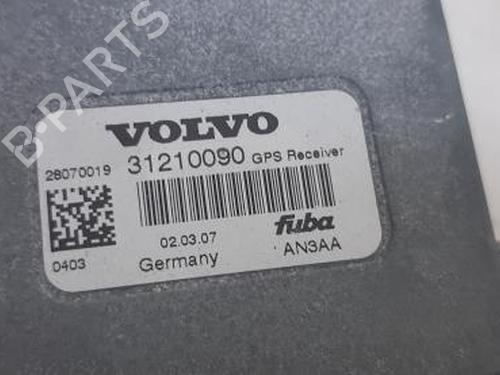 B-PARTS
VOLVO
28070019 31210090 GPS Receiver
02.03.07 fuba
0403 Germany AN3AA